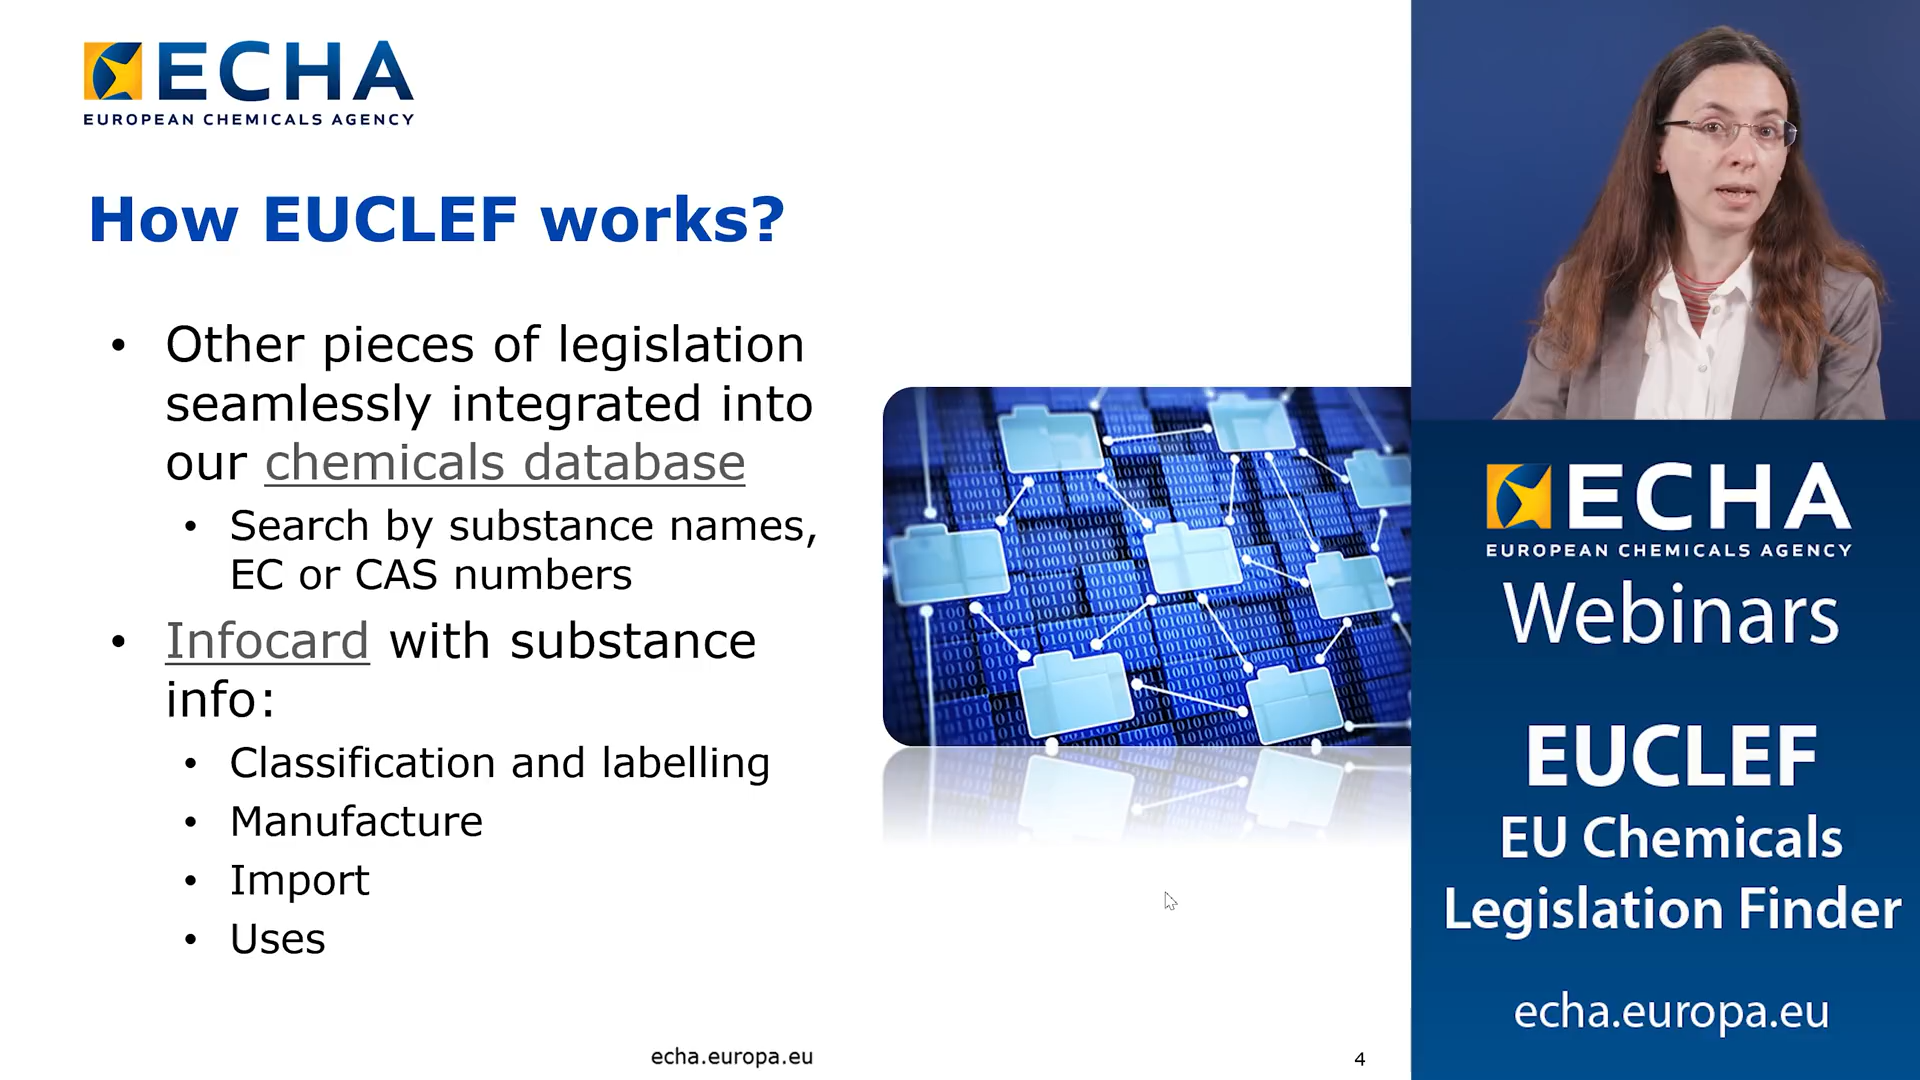 ECHA
EUROPEAN CHEMICALS AGENCY
How EUCLEF works?
• Other pieces of legislation
seamlessly integrated into
our chemicals database
• Search by substance names,
EC or CAS numbers
• Infocard with substance
info:
• Classification and labelling
• Manufacture
• Import
• Uses
echa.europa.eu
4
ECHA
EUROPEAN CHEMICALS AGENCY
Webinars
EUCLEF
EU Chemicals
Legislation Finder
echa.europa.eu